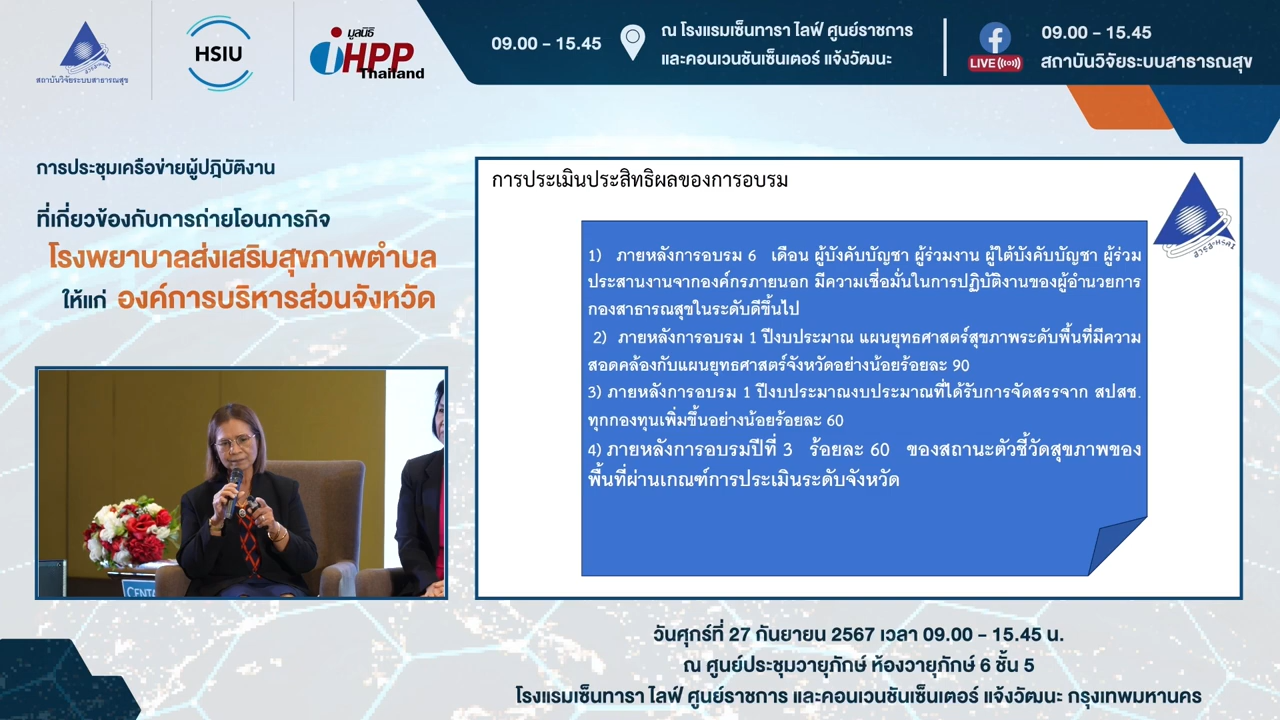 สถาบันวิจัยระบบสาธารณสุข
HSIU
มูลนิธิ
iHPP
Thailand
09.00 - 15.45
ณ โรงแรมเซ็นทารา ไลฟ์ ศูนย์ราชการ
และคอนเวนชันเซ็นเตอร์ แจ้งวัฒนะ
LIVE
09.00 - 15.45
สถาบันวิจัยระบบสาธารณสุข
การประชุมเครือข่ายผู้ปฏิบัติงาน
ที่เกี่ยวข้องกับการถ่ายโอนภารกิจ
โรงพยาบาลส่งเสริมสุขภาพตำบล
ให้แก่ องค์การบริหารส่วนจังหวัด
การประเมินประสิทธิผลของการอบรม
1) ภายหลังการอบรม 6 เดือน ผู้บังคับบัญชา ผู้ร่วมงาน ผู้ใต้บังคับบัญชา ผู้ร่วม
ประสานงานจากองค์กรภายนอก มีความเชื่อมั่นในการปฏิบัติงานของผู้อำนวยการ
กองสาธารณสุขในระดับดีขึ้นไป
2) ภายหลังการอบรม 1 ปีงบประมาณ แผนยุทธศาสตร์สุขภาพระดับพื้นที่มีความ
สอดคล้องกับแผนยุทธศาสตร์จังหวัดอย่างน้อยร้อยละ 90
3) ภายหลังการอบรม 1 ปีงบประมาณงบประมาณที่ได้รับการจัดสรรจาก สปสช.
ทุกกองทุนเพิ่มขึ้นอย่างน้อยร้อยละ 60
4) ภายหลังการอบรมปีที่ 3 ร้อยละ 60 ของสถานะตัวชี้วัดสุขภาพของ
พื้นที่ผ่านเกณฑ์การประเมินระดับจังหวัด
วันศุกร์ที่ 27 กันยายน 2567 เวลา 09.00 - 15.45 น.
ณ ศูนย์ประชุมวายุภักษ์ ห้องวายุภักษ์ 6 ชั้น 5
โรงแรมเซ็นทารา ไลฟ์ ศูนย์ราชการ และคอนเวนชันเซ็นเตอร์ แจ้งวัฒนะ กรุงเทพมหานคร